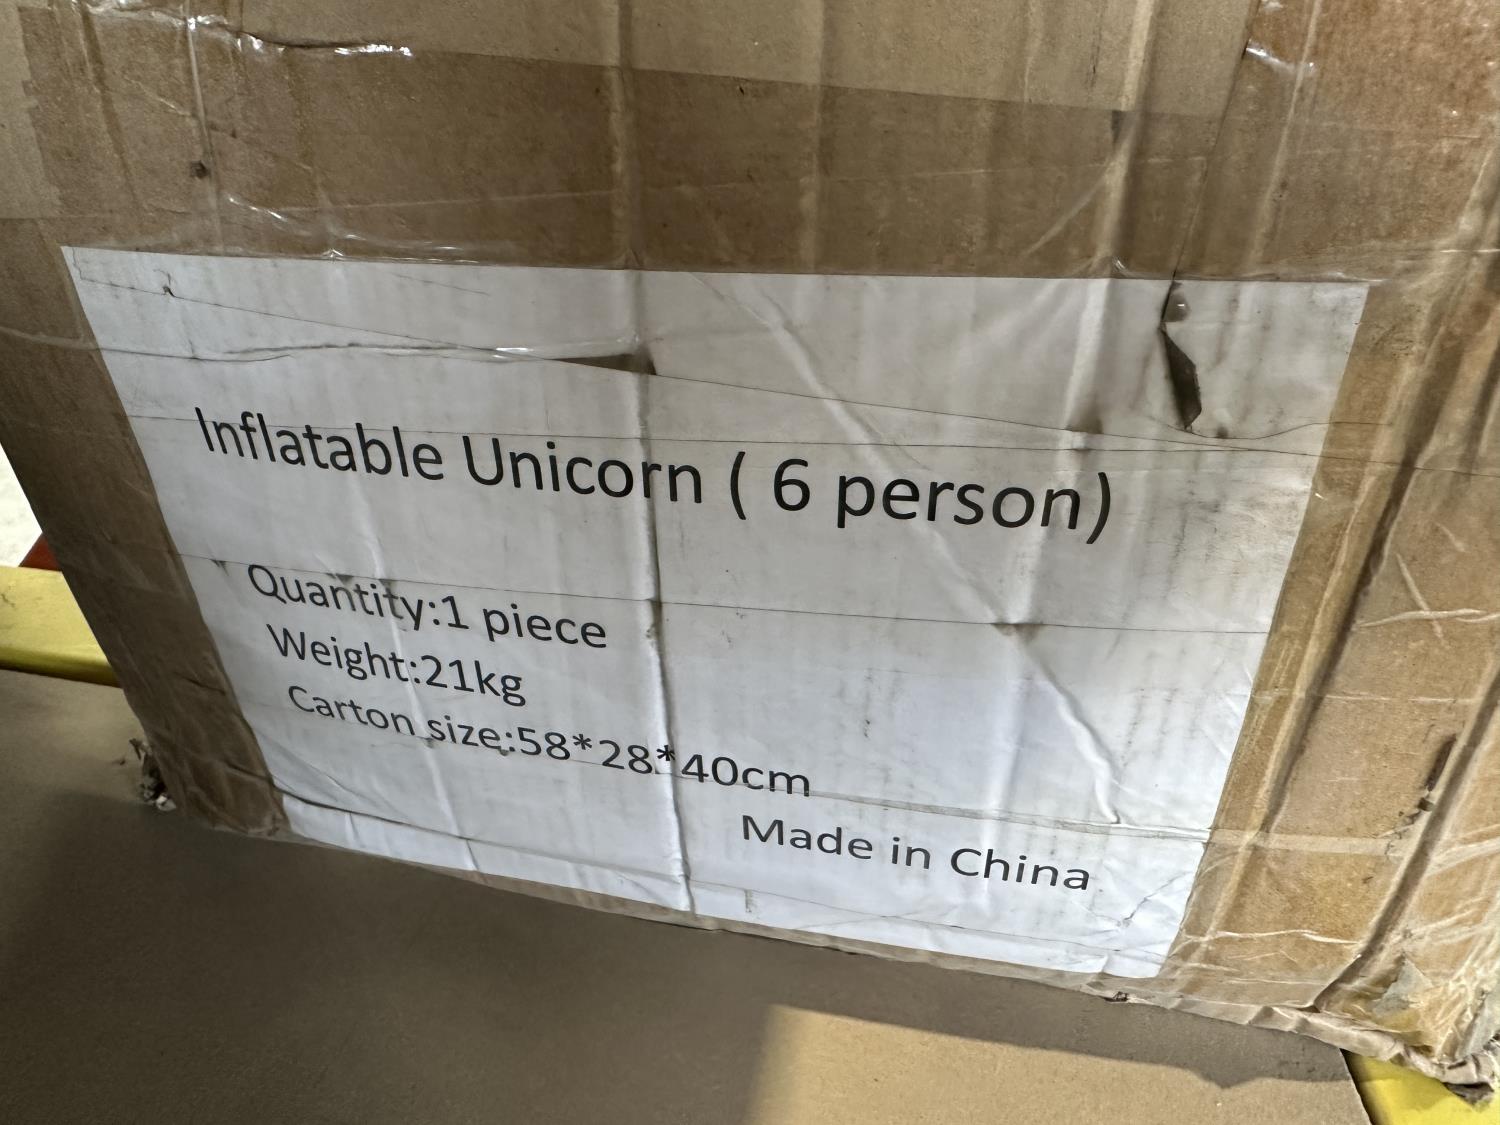 Inflatable Unicorn ( 6 person)
Quantity:1 piece
Weight:21kg
Carton size:58*28*40cm
Made in China